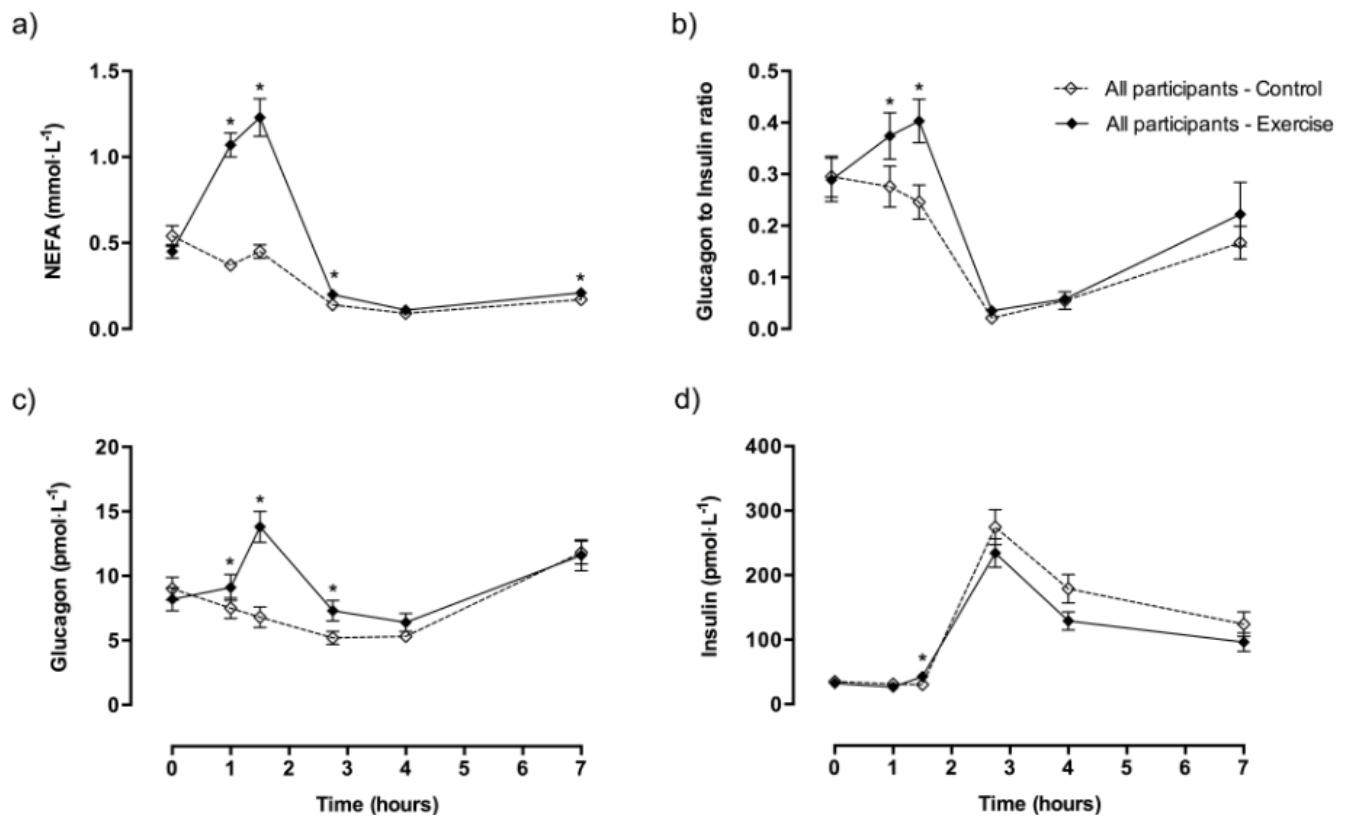 a)
NEFA (mmol·L⁻¹)
1.5
1.0
0.5
0.0
*
*
*
*
b)
Glucagon to Insulin ratio
0.5
0.4
0.3
0.2
0.1
0.0
*
*
All participants - Control
All participants - Exercise
c)
Glucagon (pmol·L⁻¹)
20
15
10
5
0
*
*
*
0 1 2 3 4 5 6 7
Time (hours)
d)
Insulin (pmol·L⁻¹)
400
300
200
100
0
*
0 1 2 3 4 5 6 7
Time (hours)